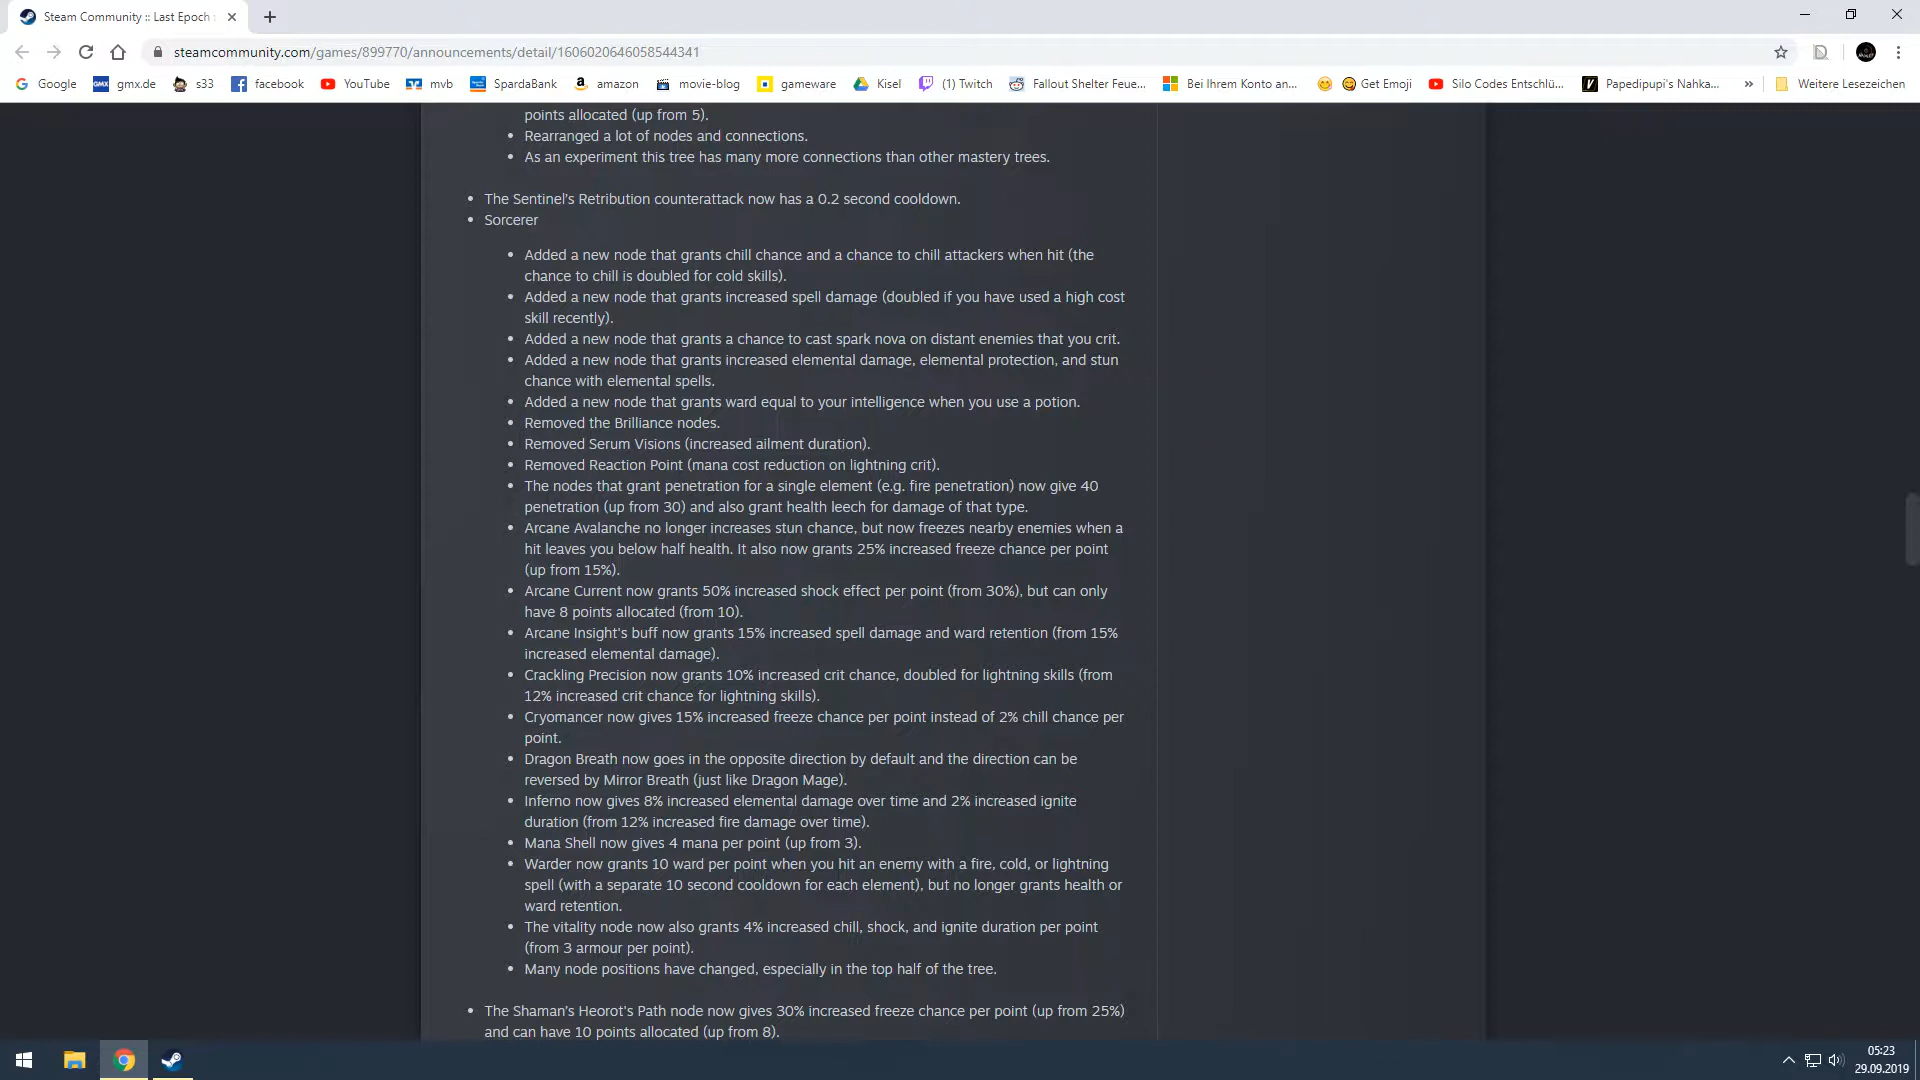 Steam Community :: Last Epoch
steamcommunity.com/games/899770/announcements/detail/1606020646058544341
Google gmx.de s33 facebook YouTube mvb SpardaBank amazon movie-blog gameware Kisel (1) Twitch Fallout Shelter Feue... Bei Ihrem Konto an... Get Emoji Silo Codes Entschlü... Papedipupi's Nahka... » Weitere Lesezeichen
points allocated (up from 5).
• Rearranged a lot of nodes and connections.
• As an experiment this tree has many more connections than other mastery trees.
• The Sentinel's Retribution counterattack now has a 0.2 second cooldown.
• Sorcerer
• Added a new node that grants chill chance and a chance to chill attackers when hit (the
chance to chill is doubled for cold skills).
• Added a new node that grants increased spell damage (doubled if you have used a high cost
skill recently).
• Added a new node that grants a chance to cast spark nova on distant enemies that you crit.
• Added a new node that grants increased elemental damage, elemental protection, and stun
chance with elemental spells.
• Added a new node that grants ward equal to your intelligence when you use a potion.
• Removed the Brilliance nodes.
• Removed Serum Visions (increased ailment duration).
• Removed Reaction Point (mana cost reduction on lightning crit).
• The nodes that grant penetration for a single element (e.g. fire penetration) now give 40
penetration (up from 30) and also grant health leech for damage of that type.
• Arcane Avalanche no longer increases stun chance, but now freezes nearby enemies when a
hit leaves you below half health. It also now grants 25% increased freeze chance per point
(up from 15%).
• Arcane Current now grants 50% increased shock effect per point (from 30%), but can only
have 8 points allocated (from 10).
• Arcane Insight's buff now grants 15% increased spell damage and ward retention (from 15%
increased elemental damage).
• Crackling Precision now grants 10% increased crit chance, doubled for lightning skills (from
12% increased crit chance for lightning skills).
• Cryomancer now gives 15% increased freeze chance per point instead of 2% chill chance per
point.
• Dragon Breath now goes in the opposite direction by default and the direction can be
reversed by Mirror Breath (just like Dragon Mage).
• Inferno now gives 8% increased elemental damage over time and 2% increased ignite
duration (from 12% increased fire damage over time).
• Mana Shell now gives 4 mana per point (up from 3).
• Warder now grants 10 ward per point when you hit an enemy with a fire, cold, or lightning
spell (with a separate 10 second cooldown for each element), but no longer grants health or
ward retention.
• The vitality node now also grants 4% increased chill, shock, and ignite duration per point
(from 3 armour per point).
• Many node positions have changed, especially in the top half of the tree.
• The Shaman's Heorot's Path node now gives 30% increased freeze chance per point (up from 25%)
and can have 10 points allocated (up from 8).
05:23
29.09.2019